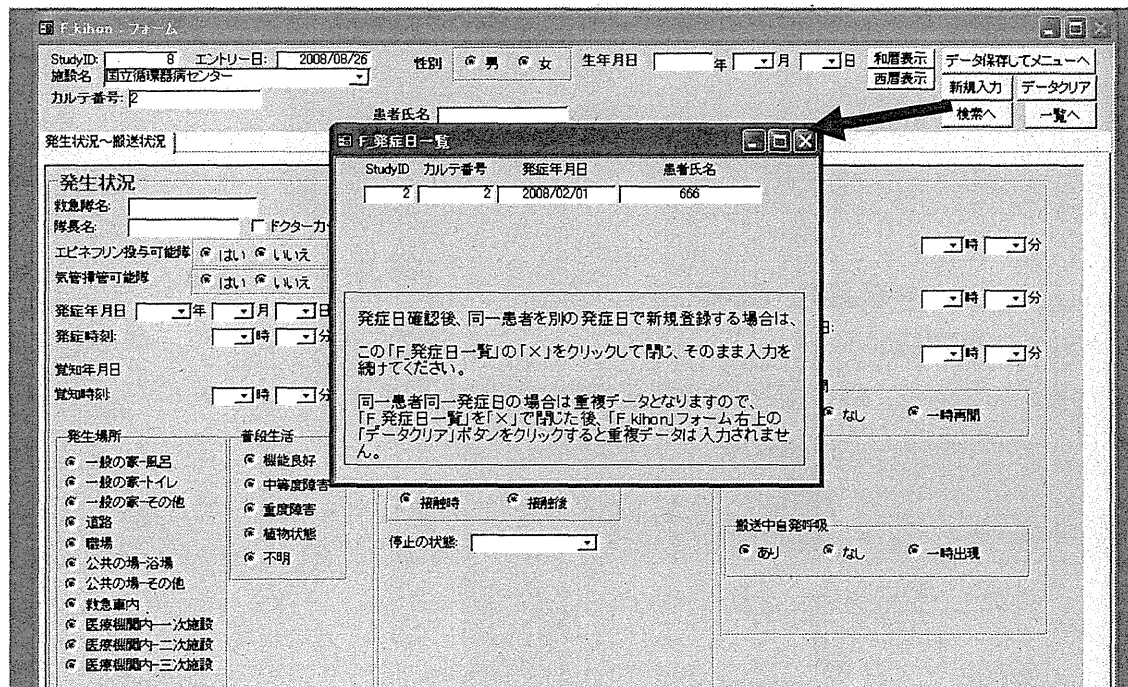 F_kihon : フォーム
StudyID: 8 エントリー日: 2008/08/26 性別 男 女 生年月日 年 月 日 和暦表示 データ保存してメニューへ
施設名 国立循環器病センター 西暦表示 新規入力 データクリア
カルテ番号: 2 患者氏名 検索へ 一覧へ
発生状況～搬送状況
F_発症日一覧
StudyID カルテ番号 発症年月日 患者氏名
2 2 2008/02/01 666
発症日確認後、同一患者を別の発症日で新規登録する場合は、
この「F_発症日一覧」の「×」をクリックして閉じ、そのまま入力を
続けてください。
同一患者同一発症日の場合は重複データとなりますので、
「F_発症日一覧」を「×」で閉じた後、「F_kihon」フォーム右上の
「データクリア」ボタンをクリックすると重複データは入力されませ
ん。
発生状況
救急隊名:
隊長名: ドクターカ
エピネフリン投与可能隊 はい いいえ 時 分
気管挿管可能隊 はい いいえ
発症年月日 年 月 日 時 分
発症時刻: 時 分 日:
覚知年月日 時 分
覚知時刻: 時 分
なし 一時再開
発生場所
一般の家-風呂
一般の家-トイレ
一般の家-その他
道路
職場
公共の場-浴場
公共の場-その他
救急車内
医療機関内-一次施設
医療機関内-二次施設
医療機関内-三次施設
普段生活
機能良好
中等度障害
重度障害
植物状態
不明
接触時 接触後
停止の状態:
搬送中自発呼吸
あり なし 一時出現